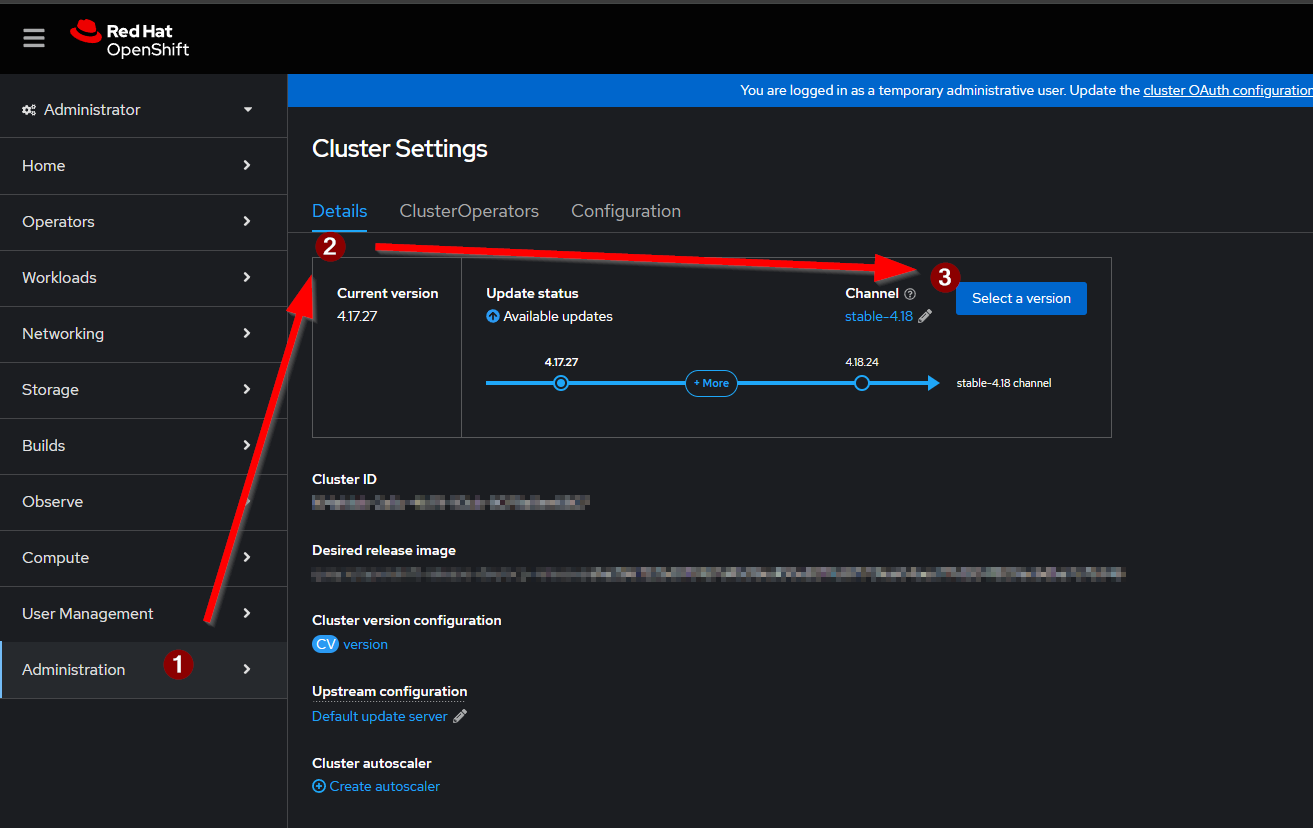 Red Hat
OpenShift
You are logged in as a temporary administrative user. Update the cluster OAuth configuration
Administrator
Home
Operators
Workloads
Networking
Storage
Builds
Observe
Compute
User Management
Administration
1
Cluster Settings
Details ClusterOperators Configuration
2
3
Current version
4.17.27
Update status
Available updates
Channel
stable-4.18
Select a version
4.17.27
+ More
4.18.24
stable-4.18 channel
Cluster ID
Desired release image
Cluster version configuration
CV version
Upstream configuration
Default update server
Cluster autoscaler
Create autoscaler